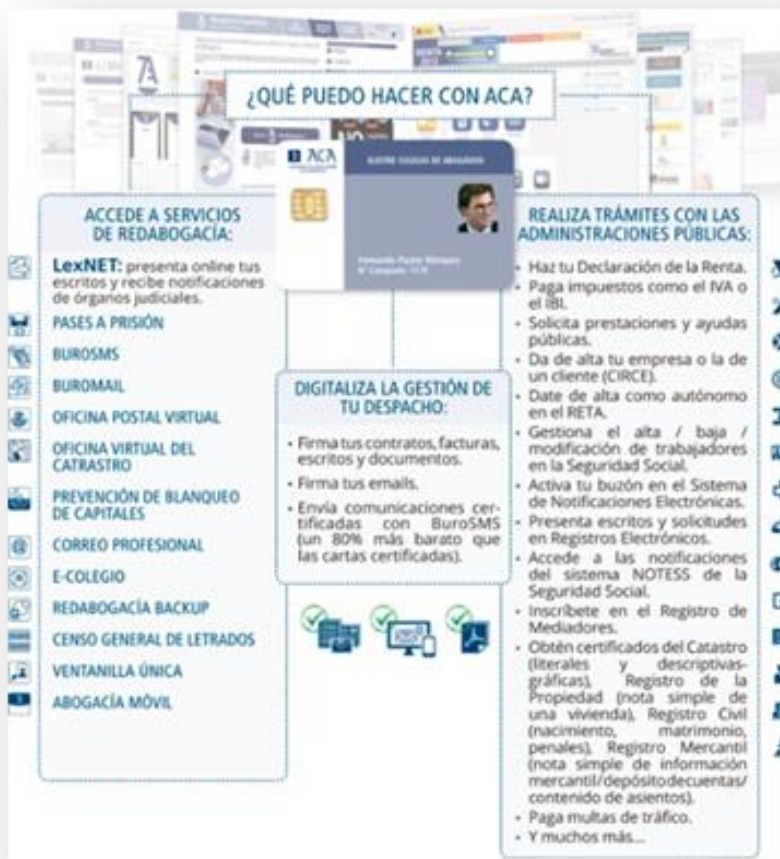 ¿QUÉ PUEDO HACER CON ACA?
ACA
ILUSTRE COLEGIO DE ABOGADOS
ACCEDE A SERVICIOS
DE REDABOGACÍA:
LexNET: presenta online tus
escritos y recibe notificaciones
de órganos judiciales.
PASES A PRISIÓN
BUROSMS
BUROMAIL
OFICINA POSTAL VIRTUAL
OFICINA VIRTUAL DEL
CATRASTRO
PREVENCIÓN DE BLANQUEO
DE CAPITALES
CORREO PROFESIONAL
E-COLEGIO
REDABOGACÍA BACKUP
CENSO GENERAL DE LETRADOS
VENTANILLA ÚNICA
ABOGACÍA MÓVIL
DIGITALIZA LA GESTIÓN DE
TU DESPACHO:
• Firma tus contratos, facturas,
escritos y documentos.
• Firma tus emails.
• Envía comunicaciones cer-
tificadas con BuroSMS
(un 80% más barato que
las cartas certificadas).
REALIZA TRÁMITES CON LAS
ADMINISTRACIONES PÚBLICAS:
• Haz tu Declaración de la Renta.
• Paga impuestos como el IVA o
el IBI.
• Solicita prestaciones y ayudas
públicas.
• Da de alta tu empresa o la de
un cliente (CIRCE).
• Date de alta como autónomo
en el RETA.
• Gestiona el alta / baja /
modificación de trabajadores
en la Seguridad Social.
• Activa tu buzón en el Sistema
de Notificaciones Electrónicas.
• Presenta escritos y solicitudes
en Registros Electrónicos.
• Accede a las notificaciones
del sistema NOTESS de la
Seguridad Social.
• Inscríbete en el Registro de
Mediadores.
• Obtén certificados del Catastro
(literales y descriptivas-
gráficas), Registro de la
Propiedad (nota simple de
una vivienda), Registro Civil
(nacimiento, matrimonio,
penales), Registro Mercantil
(nota simple de información
mercantil/depósitodecuentas/
contenido de asientos).
• Paga multas de tráfico.
• Y muchos más...